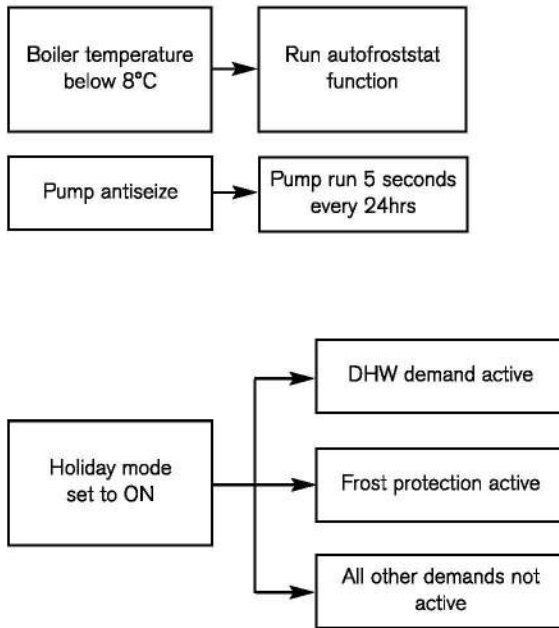 Boiler temperature
below 8°C
Run autofroststat
function
Pump antiseize
Pump run 5 seconds
every 24hrs
DHW demand active
Holiday mode
set to ON
Frost protection active
All other demands not
active